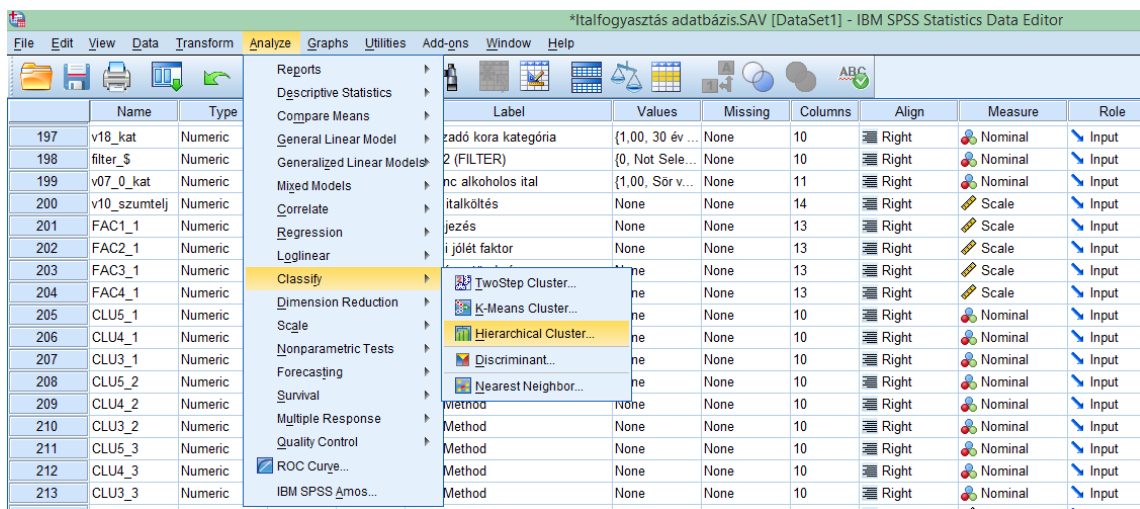 *Italfogyasztás adatbázis.SAV [DataSet1] - IBM SPSS Statistics Data Editor
File Edit View Data Transform Analyze Graphs Utilities Add-ons Window Help
Name Type Label Values Missing Columns Align Measure Role
197 v18_kat Numeric zadó kora kategória {1,00, 30 év ... None 10 Right Nominal Input
198 filter_$ Numeric 2 (FILTER) {0, Not Sele... None 10 Right Nominal Input
199 v07_0_kat Numeric nc alkoholos ital {1,00, Sör v... None 11 Right Nominal Input
200 v10_szumtelj Numeric italköltés None None 14 Right Scale Input
201 FAC1_1 Numeric jezés None None 13 Right Scale Input
202 FAC2_1 Numeric i jólét faktor None None 13 Right Scale Input
203 FAC3_1 Numeric None 13 Right Scale Input
204 FAC4_1 Numeric ne None 13 Right Scale Input
205 CLU5_1 Numeric ne None 10 Right Nominal Input
206 CLU4_1 Numeric ne None 10 Right Nominal Input
207 CLU3_1 Numeric ne None 10 Right Nominal Input
208 CLU5_2 Numeric ne None 10 Right Nominal Input
209 CLU4_2 Numeric Method None None 10 Right Nominal Input
210 CLU3_2 Numeric Method None None 10 Right Nominal Input
211 CLU5_3 Numeric Method None None 10 Right Nominal Input
212 CLU4_3 Numeric Method None None 10 Right Nominal Input
213 CLU3_3 Numeric Method None None 10 Right Nominal Input
Reports
Descriptive Statistics
Compare Means
General Linear Model
Generalized Linear Models
Mixed Models
Correlate
Regression
Loglinear
Classify
Dimension Reduction
Scale
Nonparametric Tests
Forecasting
Survival
Multiple Response
Quality Control
ROC Curve...
IBM SPSS Amos...
TwoStep Cluster...
K-Means Cluster...
Hierarchical Cluster...
Discriminant...
Nearest Neighbor...